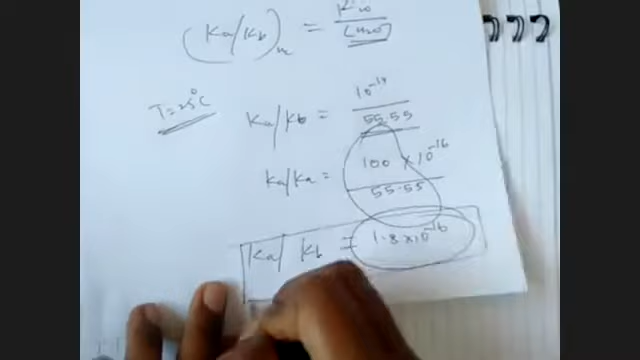 (Ka/Kb) = Kw
[H2O]
T = 25°C
Ka/Kb = 10⁻¹⁴
55.55
Ka/Ka = 100 × 10⁻¹⁶
55.55
Ka/ Kb = 1.8 × 10⁻¹⁶